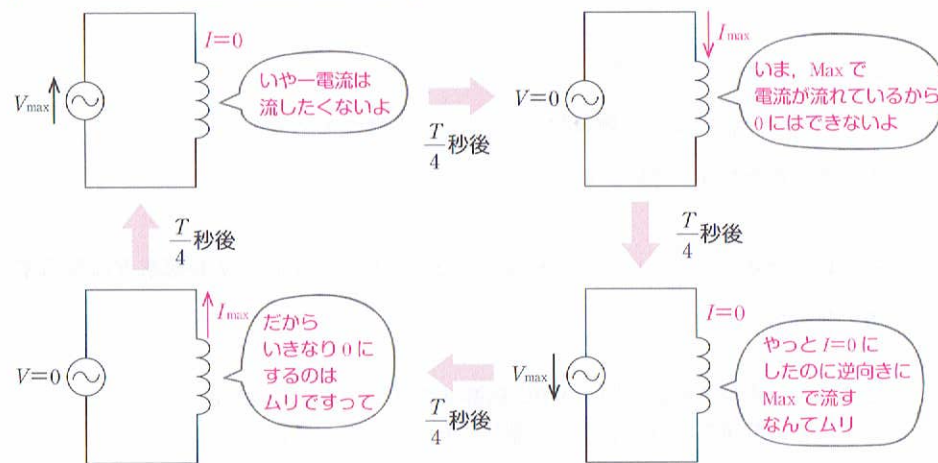 I=0
V_max
いやー電流は
流したくないよ
T/4 秒後
I_max
V=0
いま，Max で
電流が流れているから
0 にはできないよ
T/4 秒後
T/4 秒後
I_max
V=0
だから
いきなり 0 に
するのは
ムリですって
T/4 秒後
I=0
V_max
やっと I=0 に
したのに逆向きに
Max で流す
なんてムリ